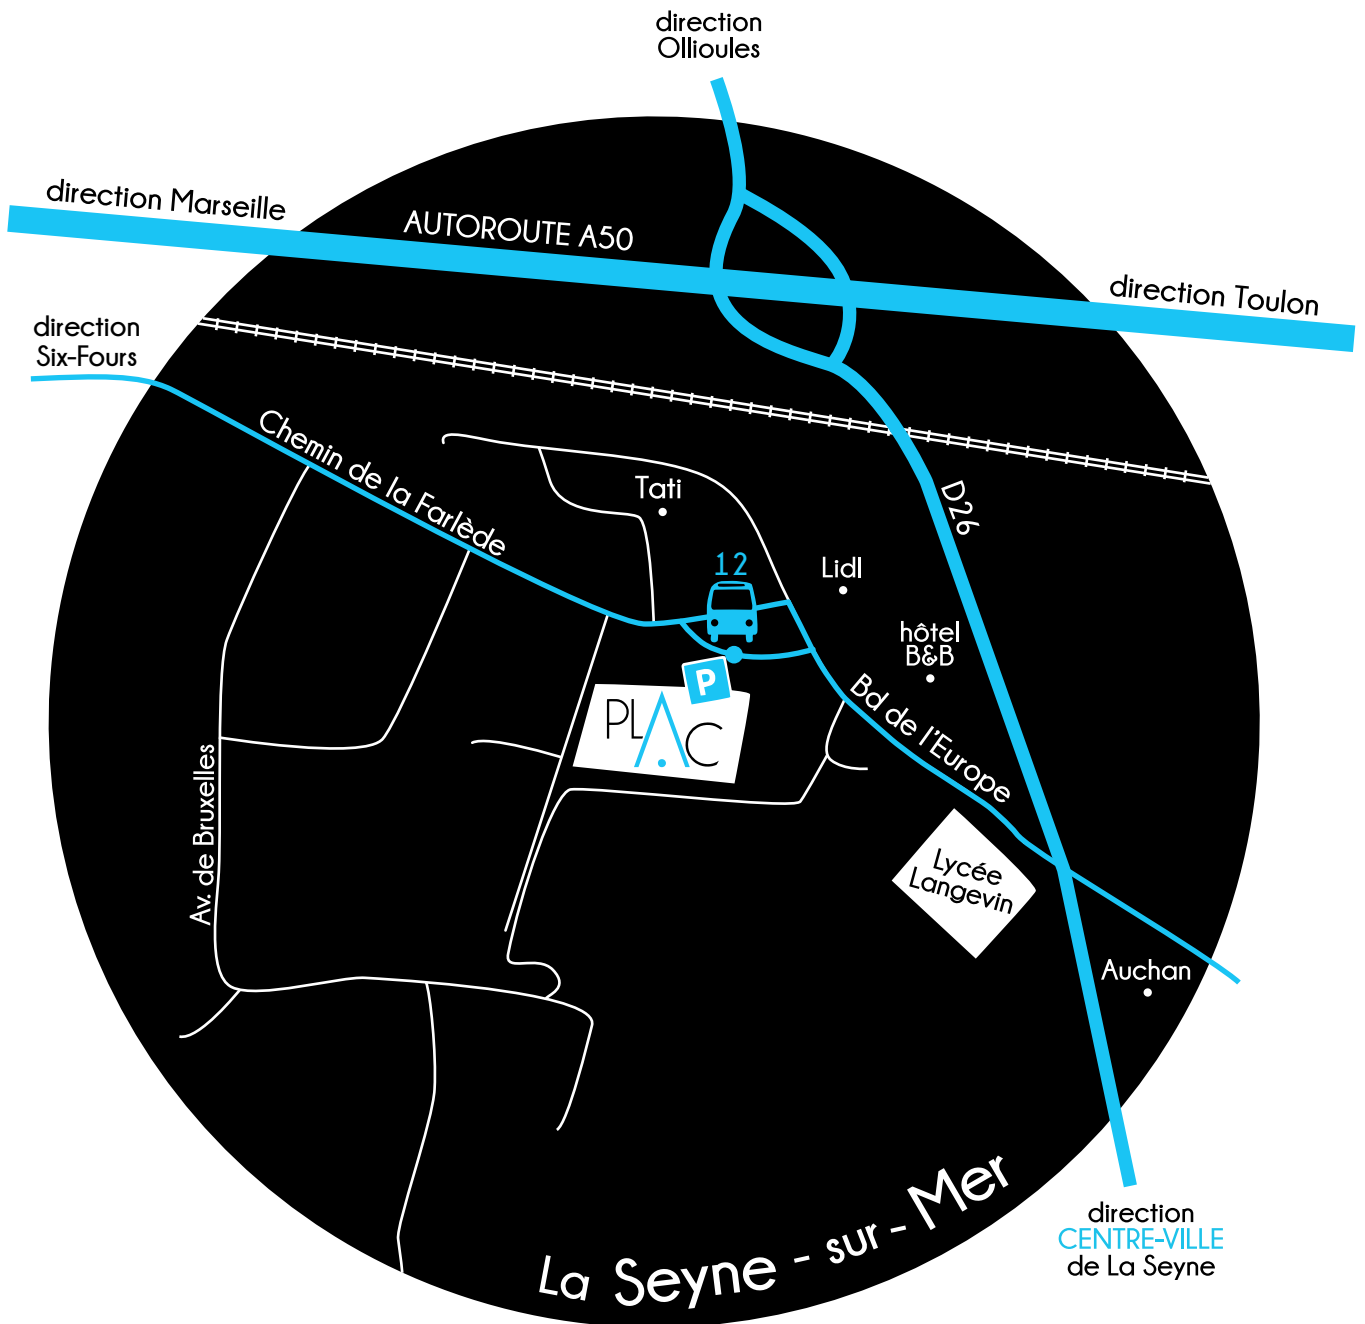 direction
Ollioules
direction Marseille
AUTOROUTE A50
direction Toulon
direction
Six-Fours
Chemin de la Farlède
Tati
D26
12
Lidl
hôtel
B&B
P
PLAC
Bd de l'Europe
Av. de Bruxelles
Lycée
Langevin
Auchan
La Seyne - sur - Mer
direction
CENTRE-VILLE
de La Seyne